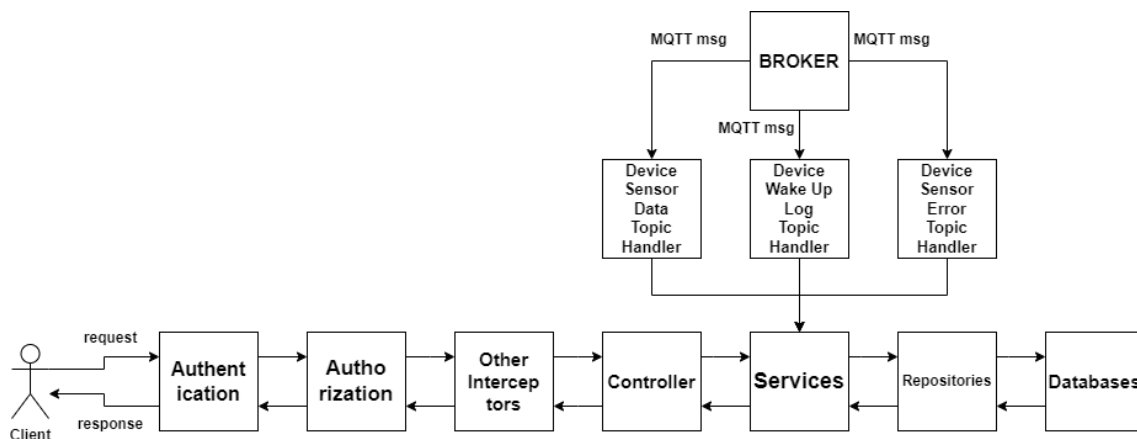 MQTT msg
BROKER
MQTT msg
MQTT msg
Device
Sensor
Data
Topic
Handler
Device
Wake Up
Log
Topic
Handler
Device
Sensor
Error
Topic
Handler
request
response
Client
Authent
ication
Autho
rization
Other
Intercep
tors
Controller
Services
Repositories
Databases